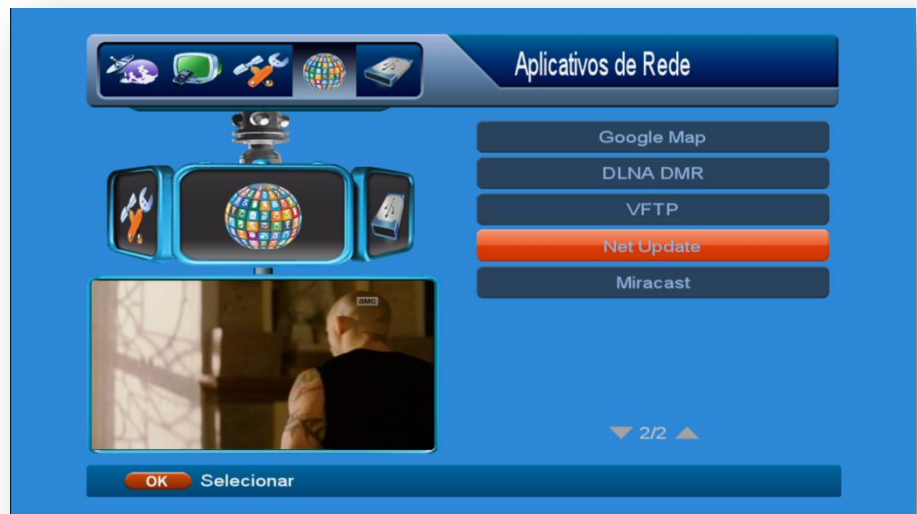 Aplicativos de Rede
Google Map
DLNA DMR
VFTP
Net Update
Miracast
2/2
OK Selecionar